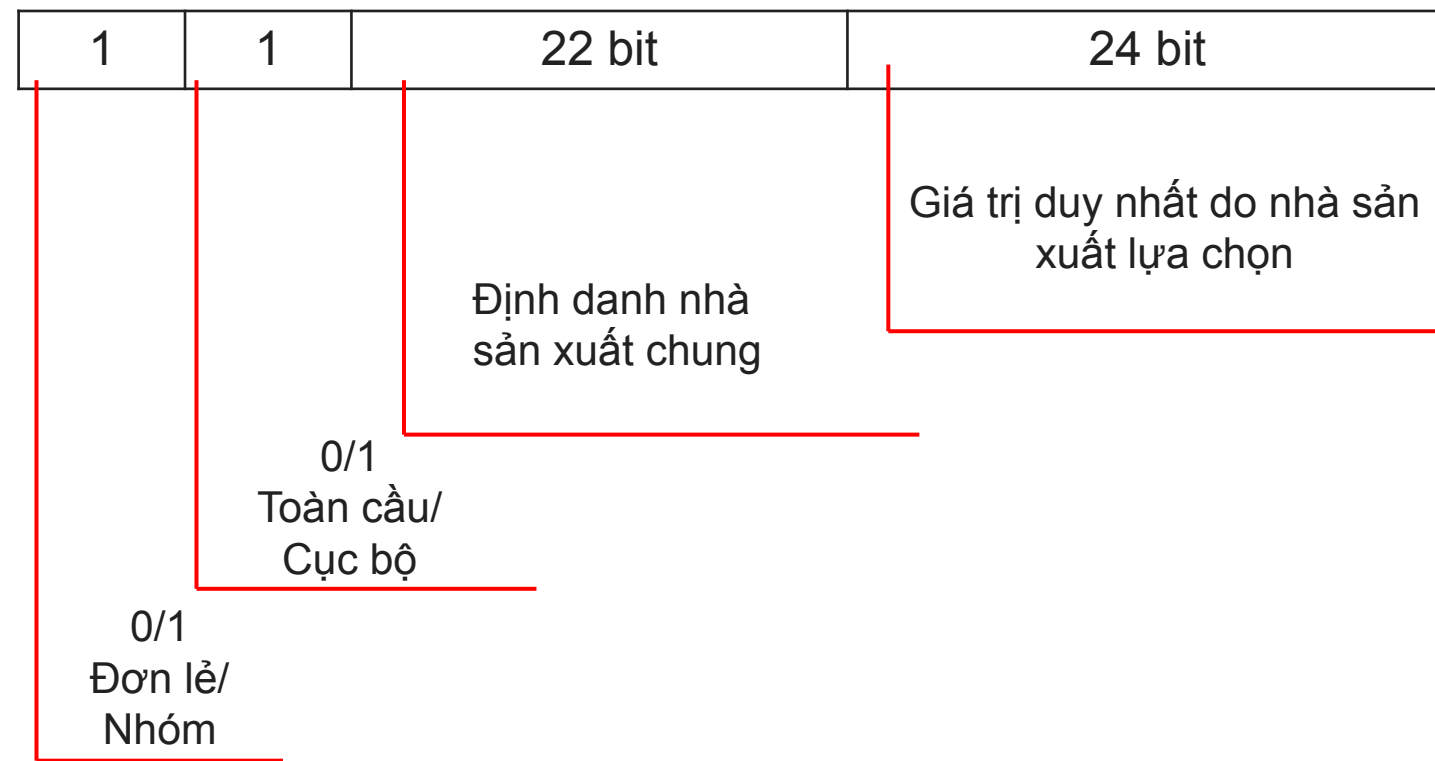 1 1 22 bit 24 bit
Giá trị duy nhất do nhà sản
xuất lựa chọn
Định danh nhà
sản xuất chung
0/1
Toàn cầu/
Cục bộ
0/1
Đơn lẻ/
Nhóm